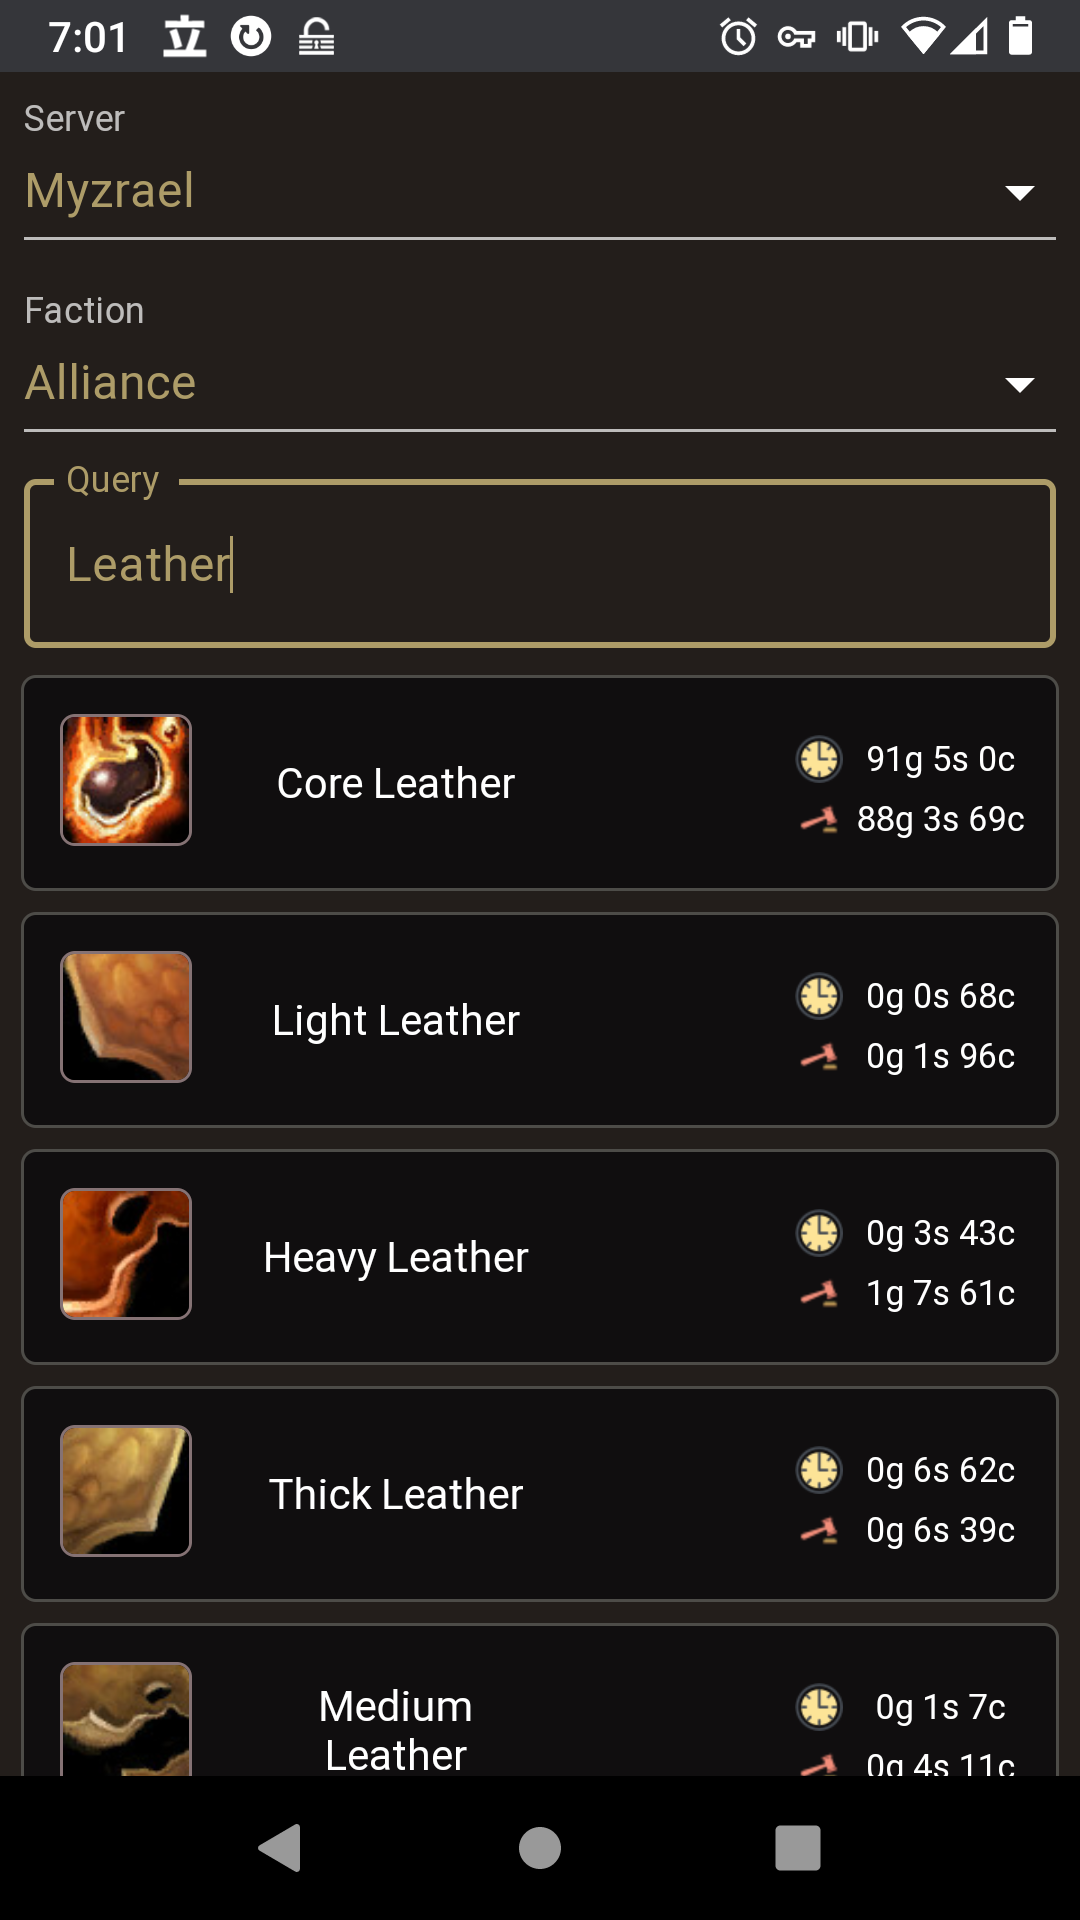 7:01 立
Server
Myzrael
Faction
Alliance
Query
Leather
Core Leather
91g 5s 0c
88g 3s 69c
Light Leather
0g 0s 68c
0g 1s 96c
Heavy Leather
0g 3s 43c
1g 7s 61c
Thick Leather
0g 6s 62c
0g 6s 39c
Medium
Leather
0g 1s 7c
0g 4s 11c